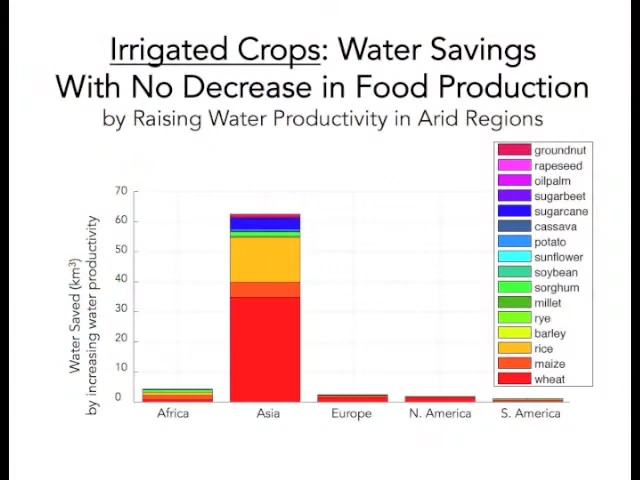 Irrigated Crops: Water Savings
With No Decrease in Food Production
by Raising Water Productivity in Arid Regions
groundnut
rapeseed
oilpalm
sugarbeet
sugarcane
cassava
potato
sunflower
soybean
sorghum
millet
rye
barley
rice
maize
wheat
Water Saved (km³)
by increasing water productivity
70
60
50
40
30
20
10
0
Africa Asia Europe N. America S. America